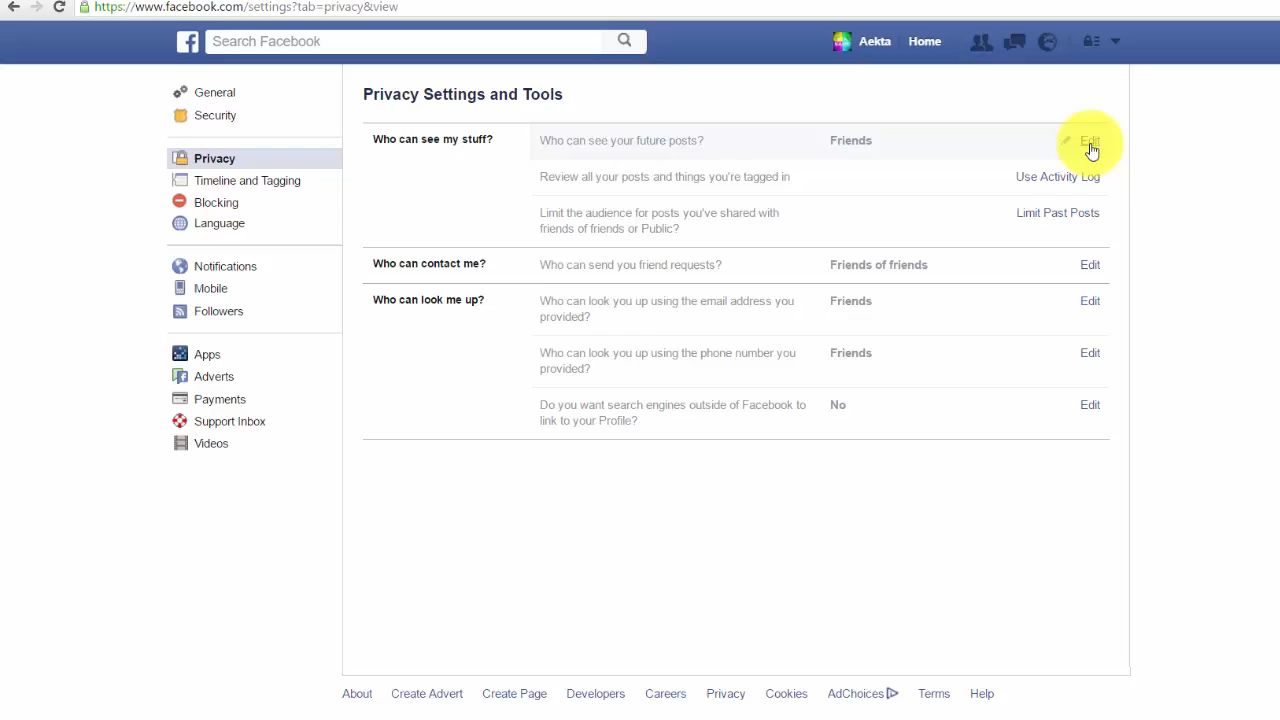 https://www.facebook.com/settings?tab=privacy&view
f
Search Facebook
Aekta
Home
General
Security
Privacy
Timeline and Tagging
Blocking
Language
Notifications
Mobile
Followers
Apps
Adverts
Payments
Support Inbox
Videos
Privacy Settings and Tools
Who can see my stuff?
Who can see your future posts?
Friends
Edit
Review all your posts and things you're tagged in
Use Activity Log
Limit the audience for posts you've shared with
friends of friends or Public?
Limit Past Posts
Who can contact me?
Who can send you friend requests?
Friends of friends
Edit
Who can look me up?
Who can look you up using the email address you
provided?
Friends
Edit
Who can look you up using the phone number you
provided?
Friends
Edit
Do you want search engines outside of Facebook to
link to your Profile?
No
Edit
About
Create Advert
Create Page
Developers
Careers
Privacy
Cookies
AdChoices
Terms
Help